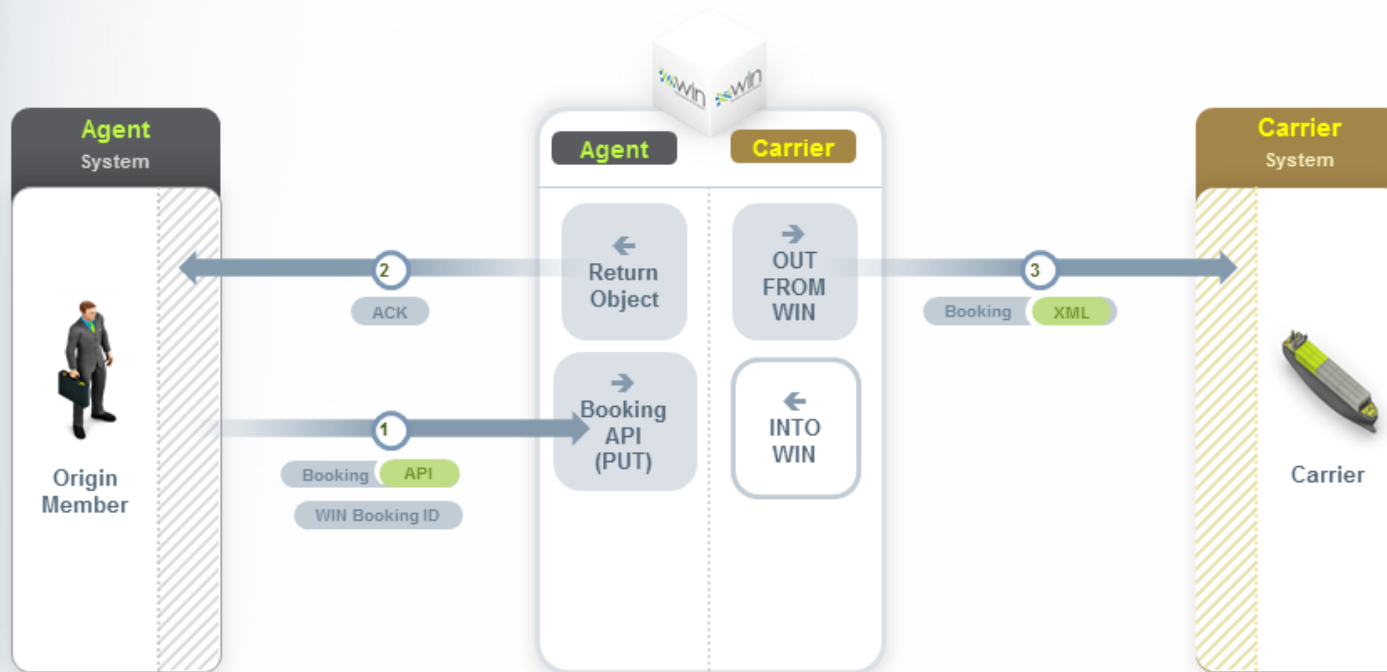 win win
Agent
System
Agent
Carrier
Carrier
System
2
ACK
←
Return
Object
→
OUT
FROM
WIN
3
Booking XML
1
Booking API
WIN Booking ID
→
Booking
API
(PUT)
←
INTO
WIN
Origin
Member
Carrier